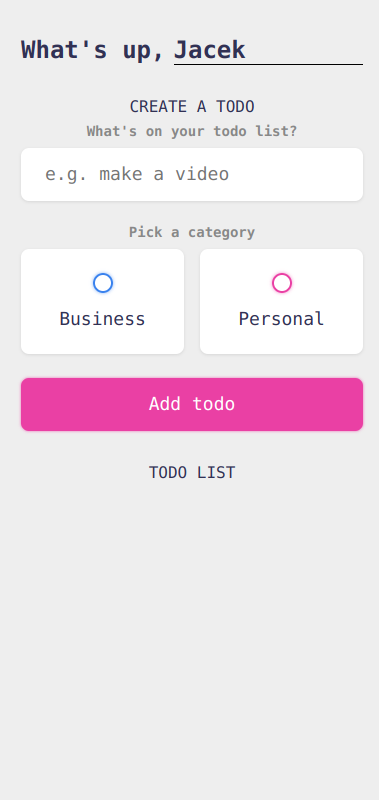 What's up, Jacek
CREATE A TODO
What's on your todo list?
e.g. make a video
Pick a category
Business Personal
Add todo
TODO LIST